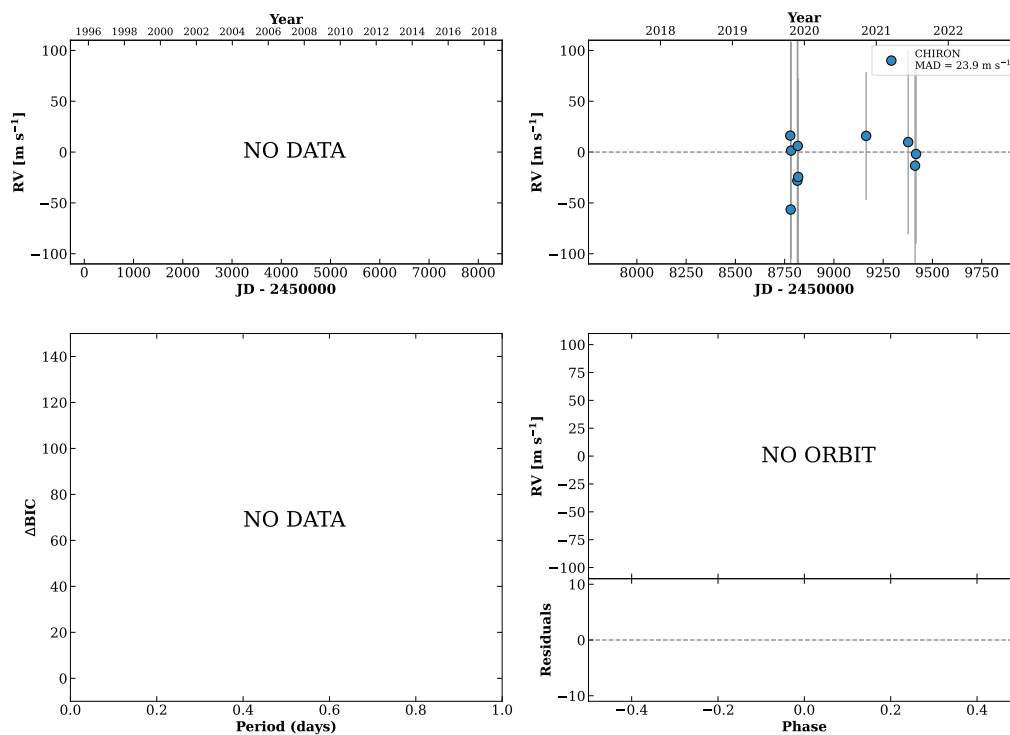 Year
1996 1998 2000 2002 2004 2006 2008 2010 2012 2014 2016 2018
100
50
0
−50
−100
RV [m s⁻¹]
NO DATA
0 1000 2000 3000 4000 5000 6000 7000 8000
JD - 2450000
Year
2018 2019 2020 2021 2022
CHIRON
MAD = 23.9 m s⁻¹
100
50
0
−50
−100
RV [m s⁻¹]
8000 8250 8500 8750 9000 9250 9500 9750
JD - 2450000
140
120
100
80
60
40
20
0
ΔBIC
NO DATA
0.0 0.2 0.4 0.6 0.8 1.0
Period (days)
100
75
50
25
0
−25
−50
−75
−100
RV [m s⁻¹]
NO ORBIT
10
0
−10
Residuals
−0.4 −0.2 0.0 0.2 0.4
Phase